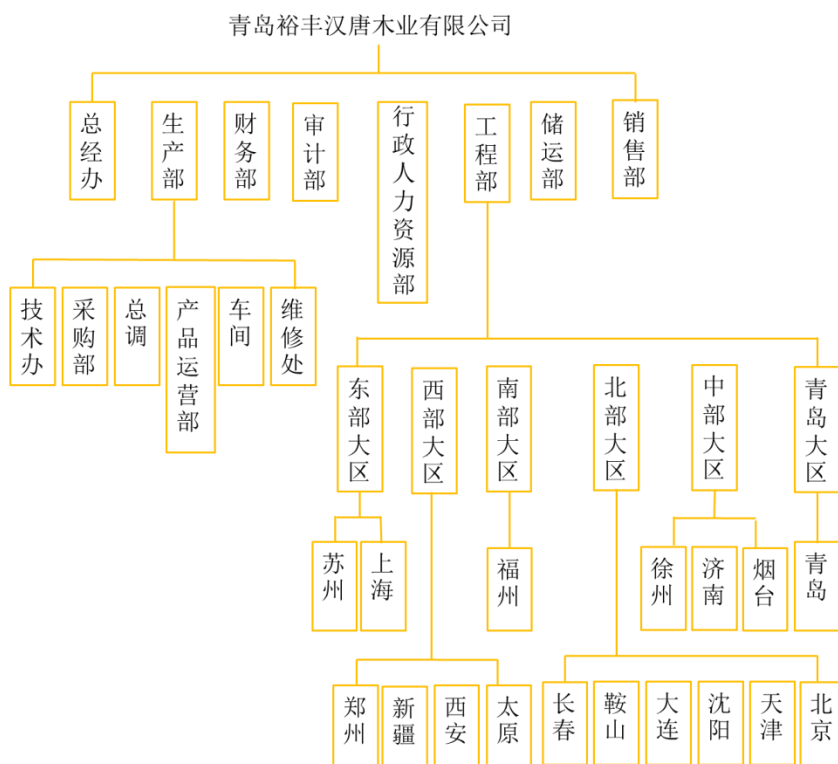 青岛裕丰汉唐木业有限公司
总经办
生产部
财务部
审计部
行政人力资源部
工程部
储运部
销售部
技术办
采购部
总调
产品运营部
车间
维修处
东部大区
西部大区
南部大区
北部大区
中部大区
青岛大区
苏州
上海
福州
徐州
济南
烟台
青岛
郑州
新疆
西安
太原
长春
鞍山
大连
沈阳
天津
北京